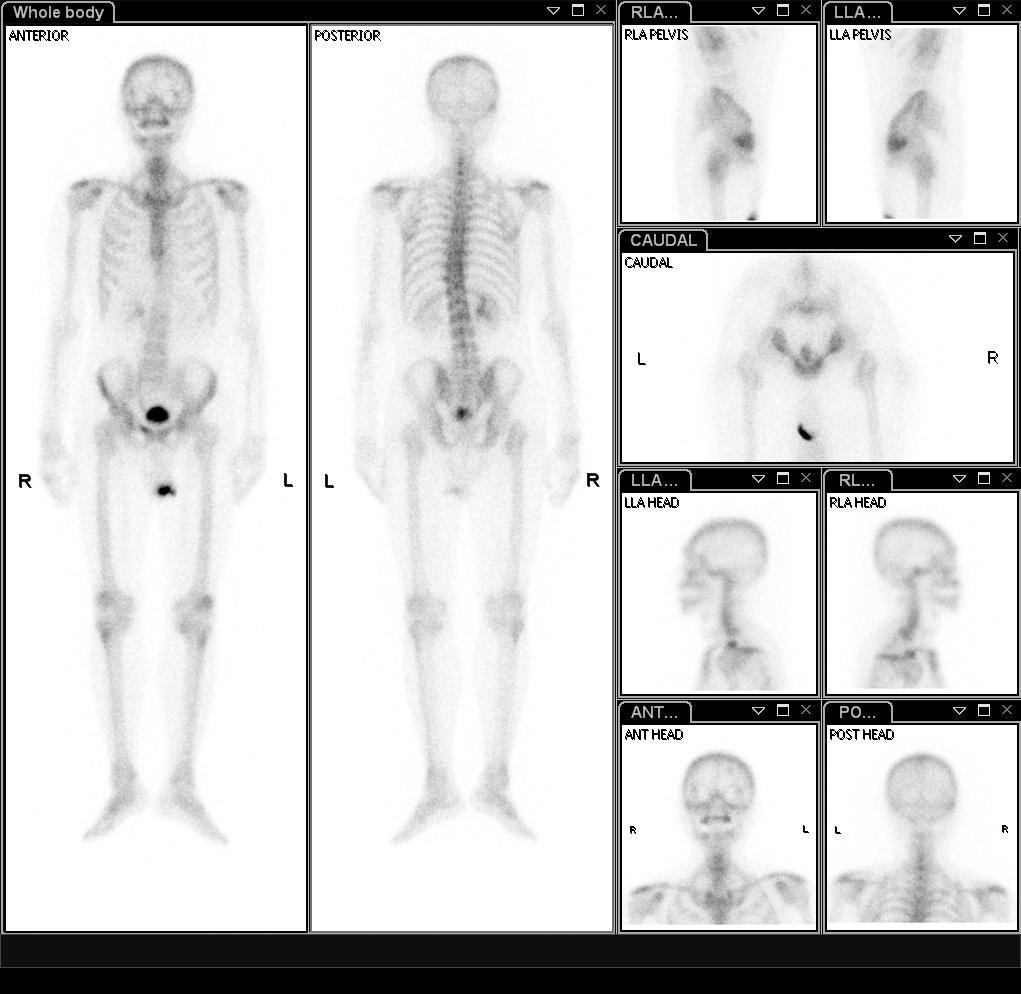 Whole body
ANTERIOR
POSTERIOR
R
L
L
R
RLA...
RLA PELVIS
LLA...
LLA PELVIS
CAUDAL
CAUDAL
L
R
LLA...
LLA HEAD
RL...
RLA HEAD
ANT...
ANT HEAD
R
L
PO...
POST HEAD
L
R